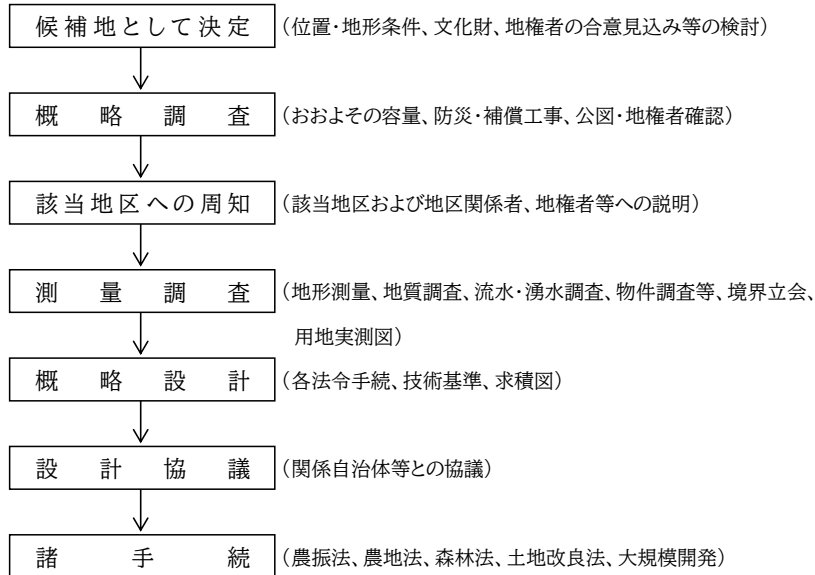 候補地として決定 (位置・地形条件、文化財、地権者の合意見込み等の検討)
概略調査 (おおよその容量、防災・補償工事、公図・地権者確認)
該当地区への周知 (該当地区および地区関係者、地権者等への説明)
測量調査 (地形測量、地質調査、流水・湧水調査、物件調査等、境界立会、
用地実測図)
概略設計 (各法令手続、技術基準、求積図)
設計協議 (関係自治体等との協議)
諸手続 (農振法、農地法、森林法、土地改良法、大規模開発)